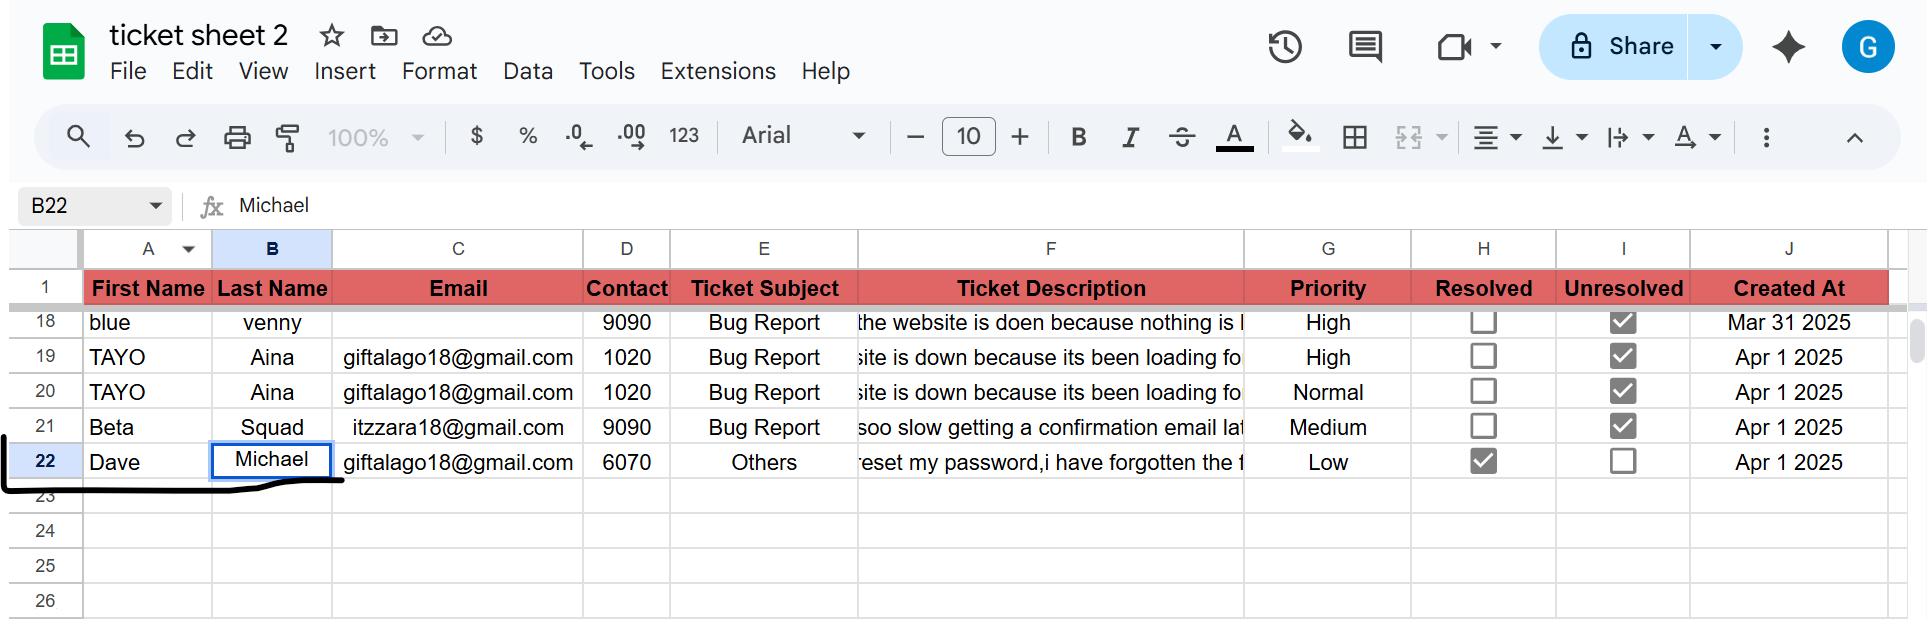 ticket sheet 2
File Edit View Insert Format Data Tools Extensions Help
Share
G
100% $ % .0 .00 123 Arial 10 B I A A
B22 fx Michael
A B C D E F G H I J
1 First Name Last Name Email Contact Ticket Subject Ticket Description Priority Resolved Unresolved Created At
18 blue venny 9090 Bug Report the website is doen because nothing is High Mar 31 2025
19 TAYO Aina giftalago18@gmail.com 1020 Bug Report site is down because its been loading for High Apr 1 2025
20 TAYO Aina giftalago18@gmail.com 1020 Bug Report site is down because its been loading for Normal Apr 1 2025
21 Beta Squad itzzara18@gmail.com 9090 Bug Report soo slow getting a confirmation email lat Medium Apr 1 2025
22 Dave Michael giftalago18@gmail.com 6070 Others reset my password,i have forgotten the Low Apr 1 2025
23
24
25
26